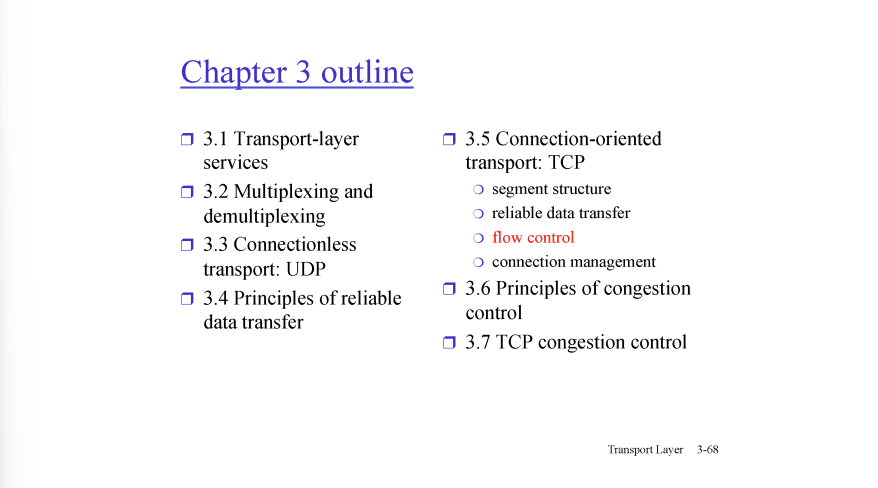 Chapter 3 outline
3.1 Transport-layer
services
3.2 Multiplexing and
demultiplexing
3.3 Connectionless
transport: UDP
3.4 Principles of reliable
data transfer
3.5 Connection-oriented
transport: TCP
segment structure
reliable data transfer
flow control
connection management
3.6 Principles of congestion
control
3.7 TCP congestion control
Transport Layer 3-68